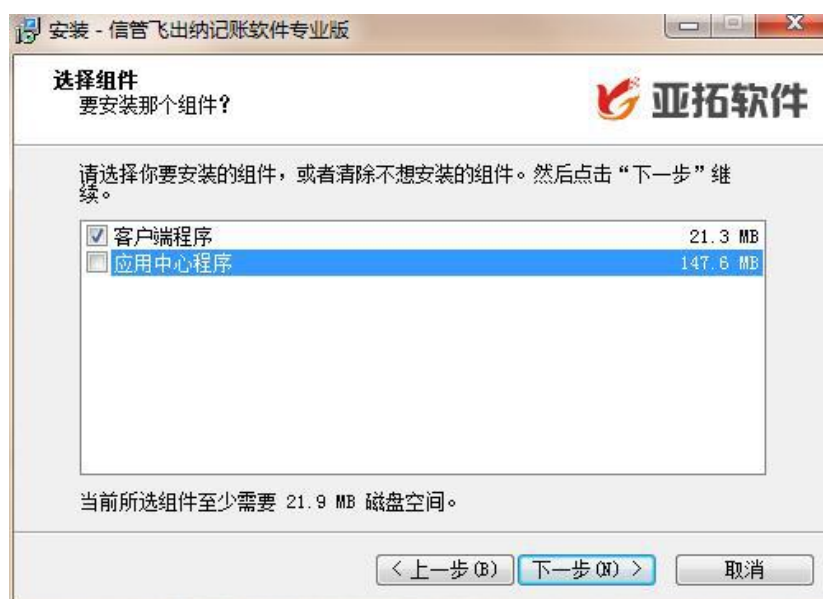 安装 - 信管飞出纳记账软件专业版
选择组件
要安装那个组件?
亚拓软件
请选择你要安装的组件，或者清除不想安装的组件。然后点击“下一步”继
续。
客户端程序 21.3 MB
应用中心程序 147.6 MB
当前所选组件至少需要 21.9 MB 磁盘空间。
< 上一步(B) 下一步(N) > 取消